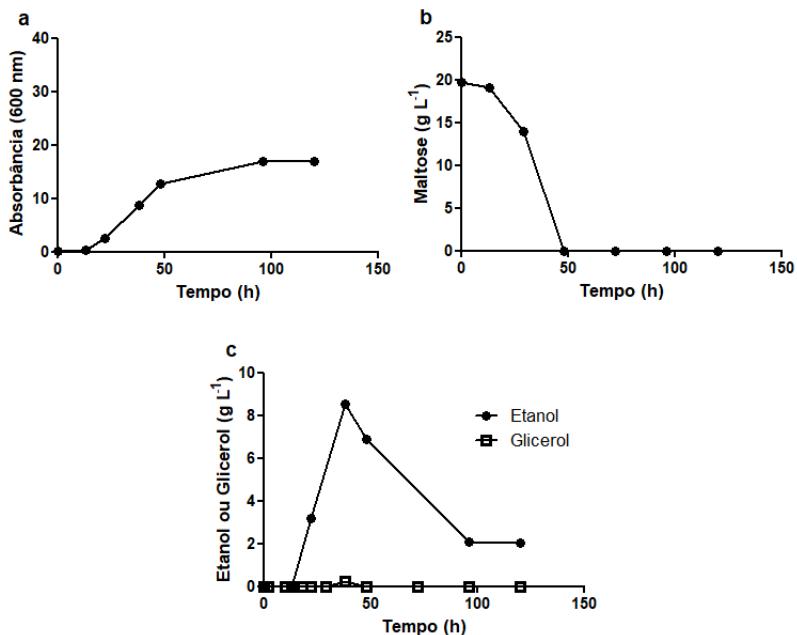 a
Absorbância (600 nm)
40
30
20
10
0
0 50 100 150
Tempo (h)
b
Maltose (g L-1)
25
20
15
10
5
0
0 50 100 150
Tempo (h)
c
Etanol ou Glicerol (g L-1)
10
8
6
4
2
0
0 50 100 150
Tempo (h)
Etanol
Glicerol